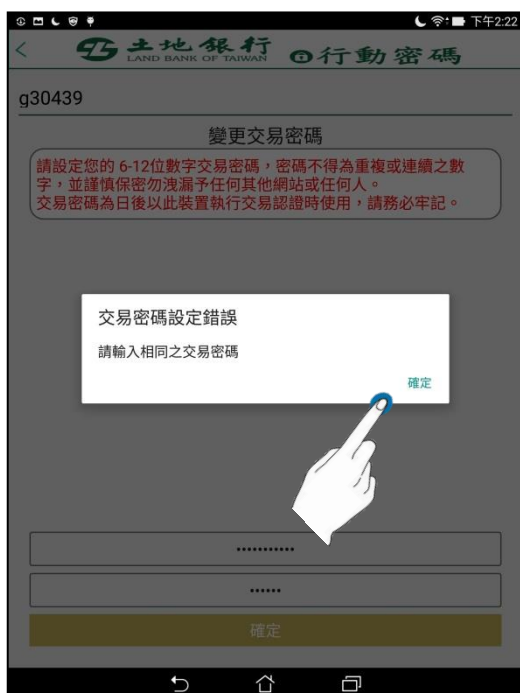 下午2:22
土地銀行
LAND BANK OF TAIWAN
行動密碼
g30439
變更交易密碼
請設定您的 6-12位數字交易密碼，密碼不得為重複或連續之數
字，並謹慎保密勿洩漏予任何其他網站或任何人。
交易密碼為日後以此裝置執行交易認證時使用，請務必牢記。
交易密碼設定錯誤
請輸入相同之交易密碼
確定
•••••••••••
••••••
確定